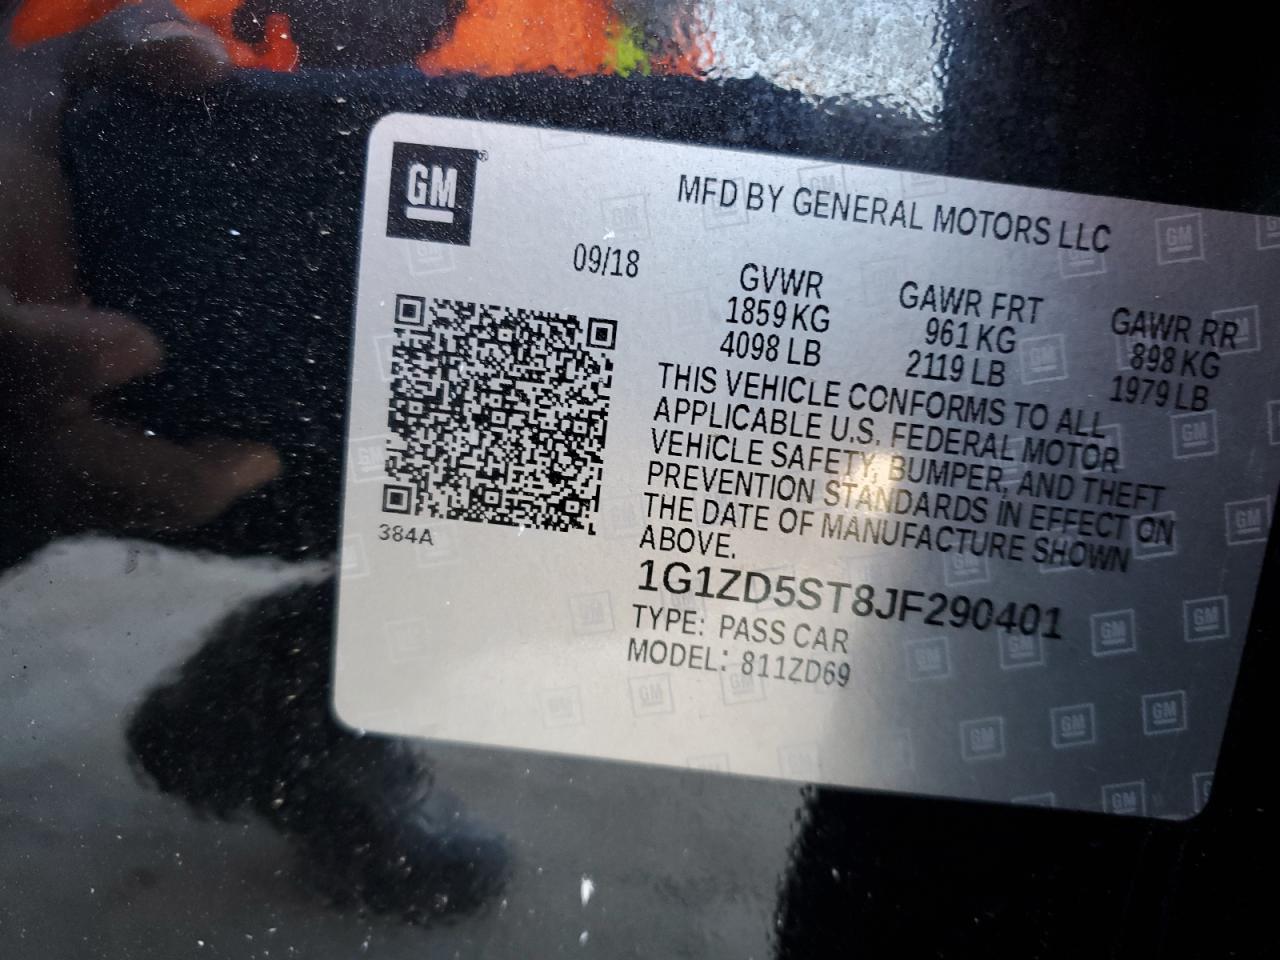 GM
MFD BY GENERAL MOTORS LLC
09/18
GVWR
1859 KG
4098 LB
GAWR FRT
961 KG
2119 LB
GAWR RR
898 KG
1979 LB
THIS VEHICLE CONFORMS TO ALL
APPLICABLE U.S. FEDERAL MOTOR
VEHICLE SAFETY, BUMPER, AND THEFT
PREVENTION STANDARDS IN EFFECT ON
THE DATE OF MANUFACTURE SHOWN
ABOVE.
384A
1G1ZD5ST8JF290401
TYPE: PASS CAR
MODEL: 811ZD69